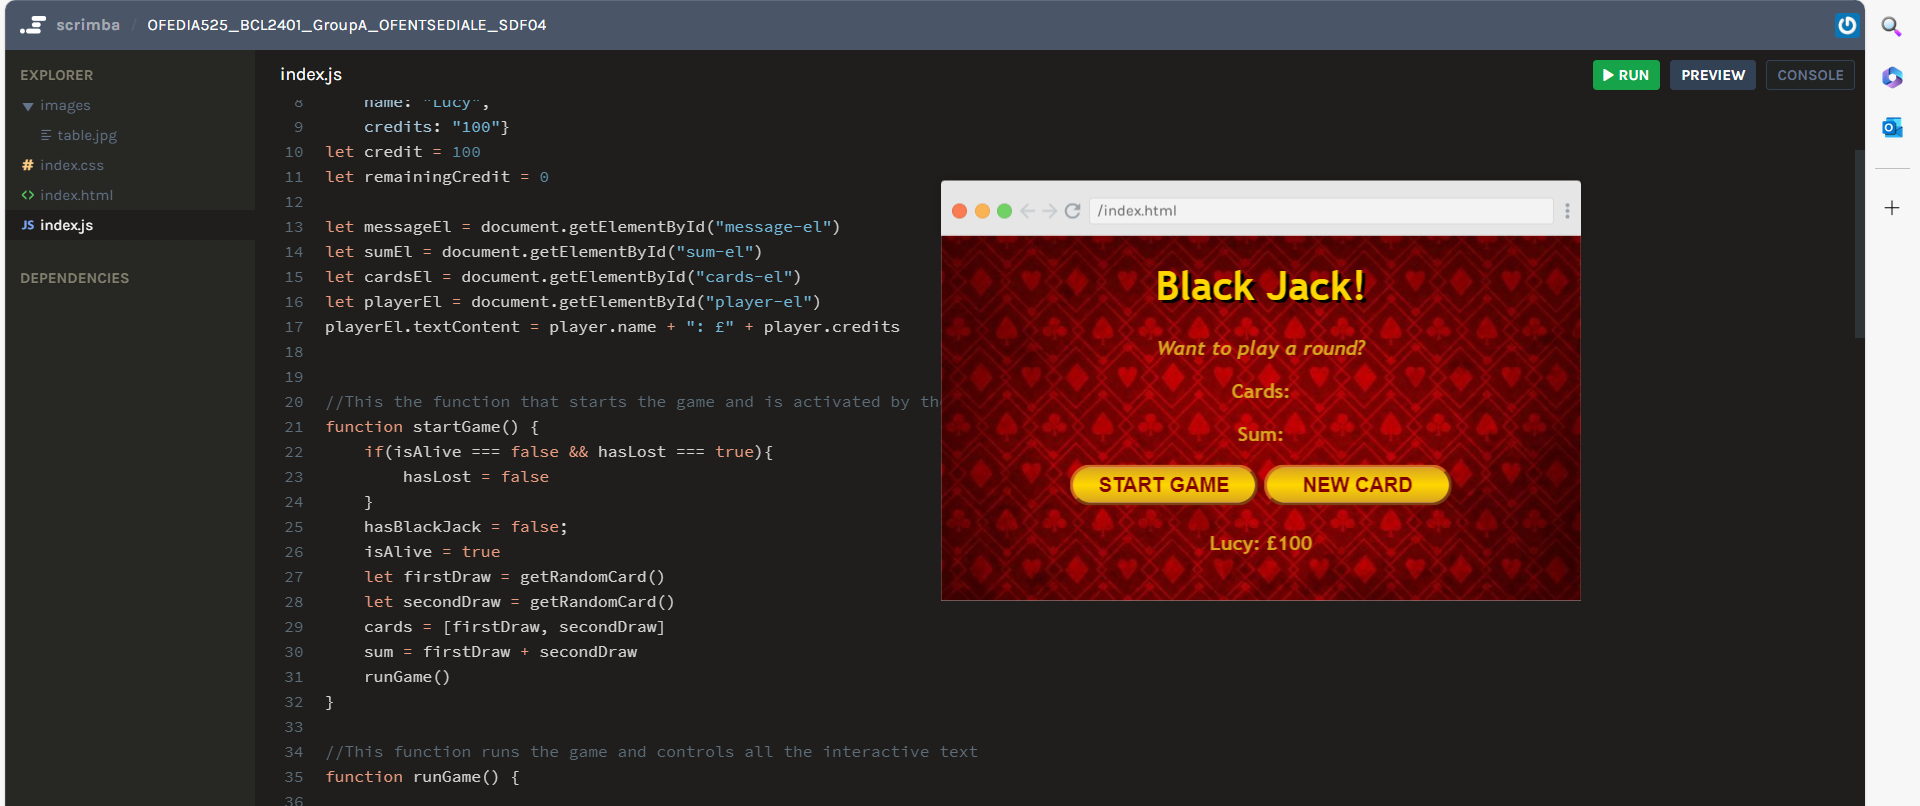 scrimba / OFEDIA525_BCL2401_GroupA_OFENTSEDIALE_SDF04
EXPLORER
images
table.jpg
# index.css
<> index.html
JS index.js
DEPENDENCIES
index.js
RUN PREVIEW CONSOLE
8 name: "Lucy",
9 credits: "100"}
10 let credit = 100
11 let remainingCredit = 0
12
13 let messageEl = document.getElementById("message-el")
14 let sumEl = document.getElementById("sum-el")
15 let cardsEl = document.getElementById("cards-el")
16 let playerEl = document.getElementById("player-el")
17 playerEl.textContent = player.name + ": £" + player.credits
18
19
20 //This the function that starts the game and is activated by the
21 function startGame() {
22 if(isAlive === false && hasLost === true){
23 hasLost = false
24 }
25 hasBlackJack = false;
26 isAlive = true
27 let firstDraw = getRandomCard()
28 let secondDraw = getRandomCard()
29 cards = [firstDraw, secondDraw]
30 sum = firstDraw + secondDraw
31 runGame()
32 }
33
34 //This function runs the game and controls all the interactive text
35 function runGame() {
36
/index.html
Black Jack!
Want to play a round?
Cards:
Sum:
START GAME NEW CARD
Lucy: £100